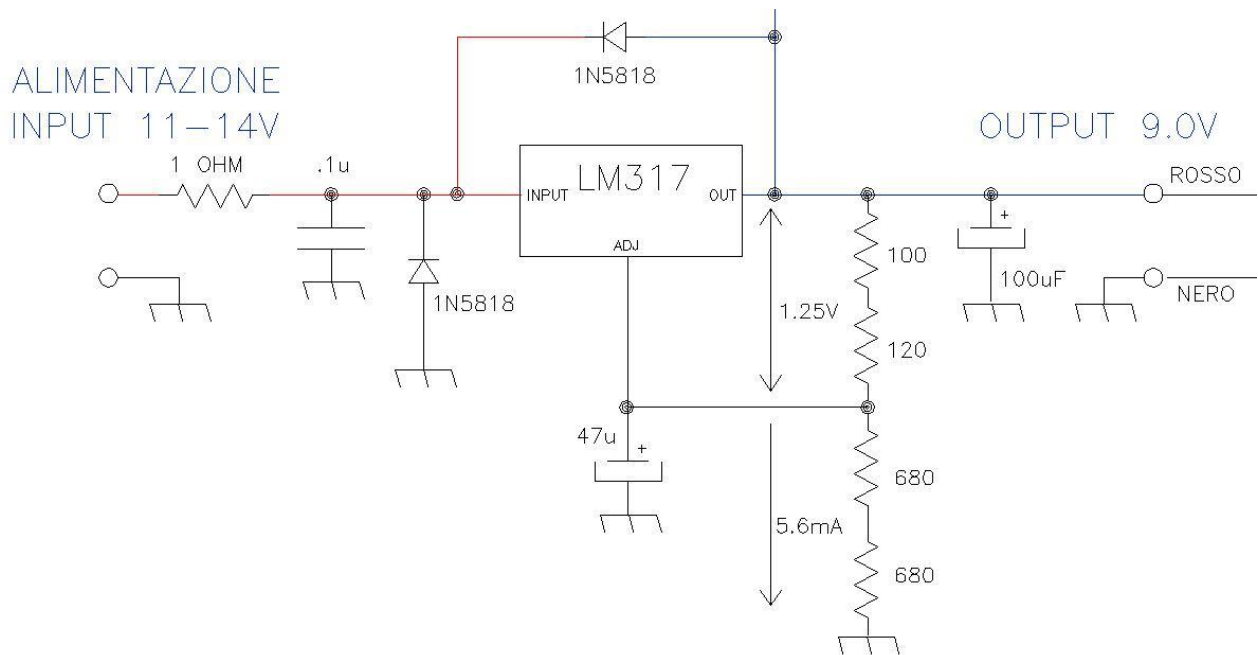 1N5818
ALIMENTAZIONE
INPUT 11-14V
OUTPUT 9.0V
1 OHM
.1u
LM317
INPUT
OUT
ADJ
ROSSO
100
100uF
NERO
1N5818
1.25V
120
+
47u
+
680
5.6mA
680